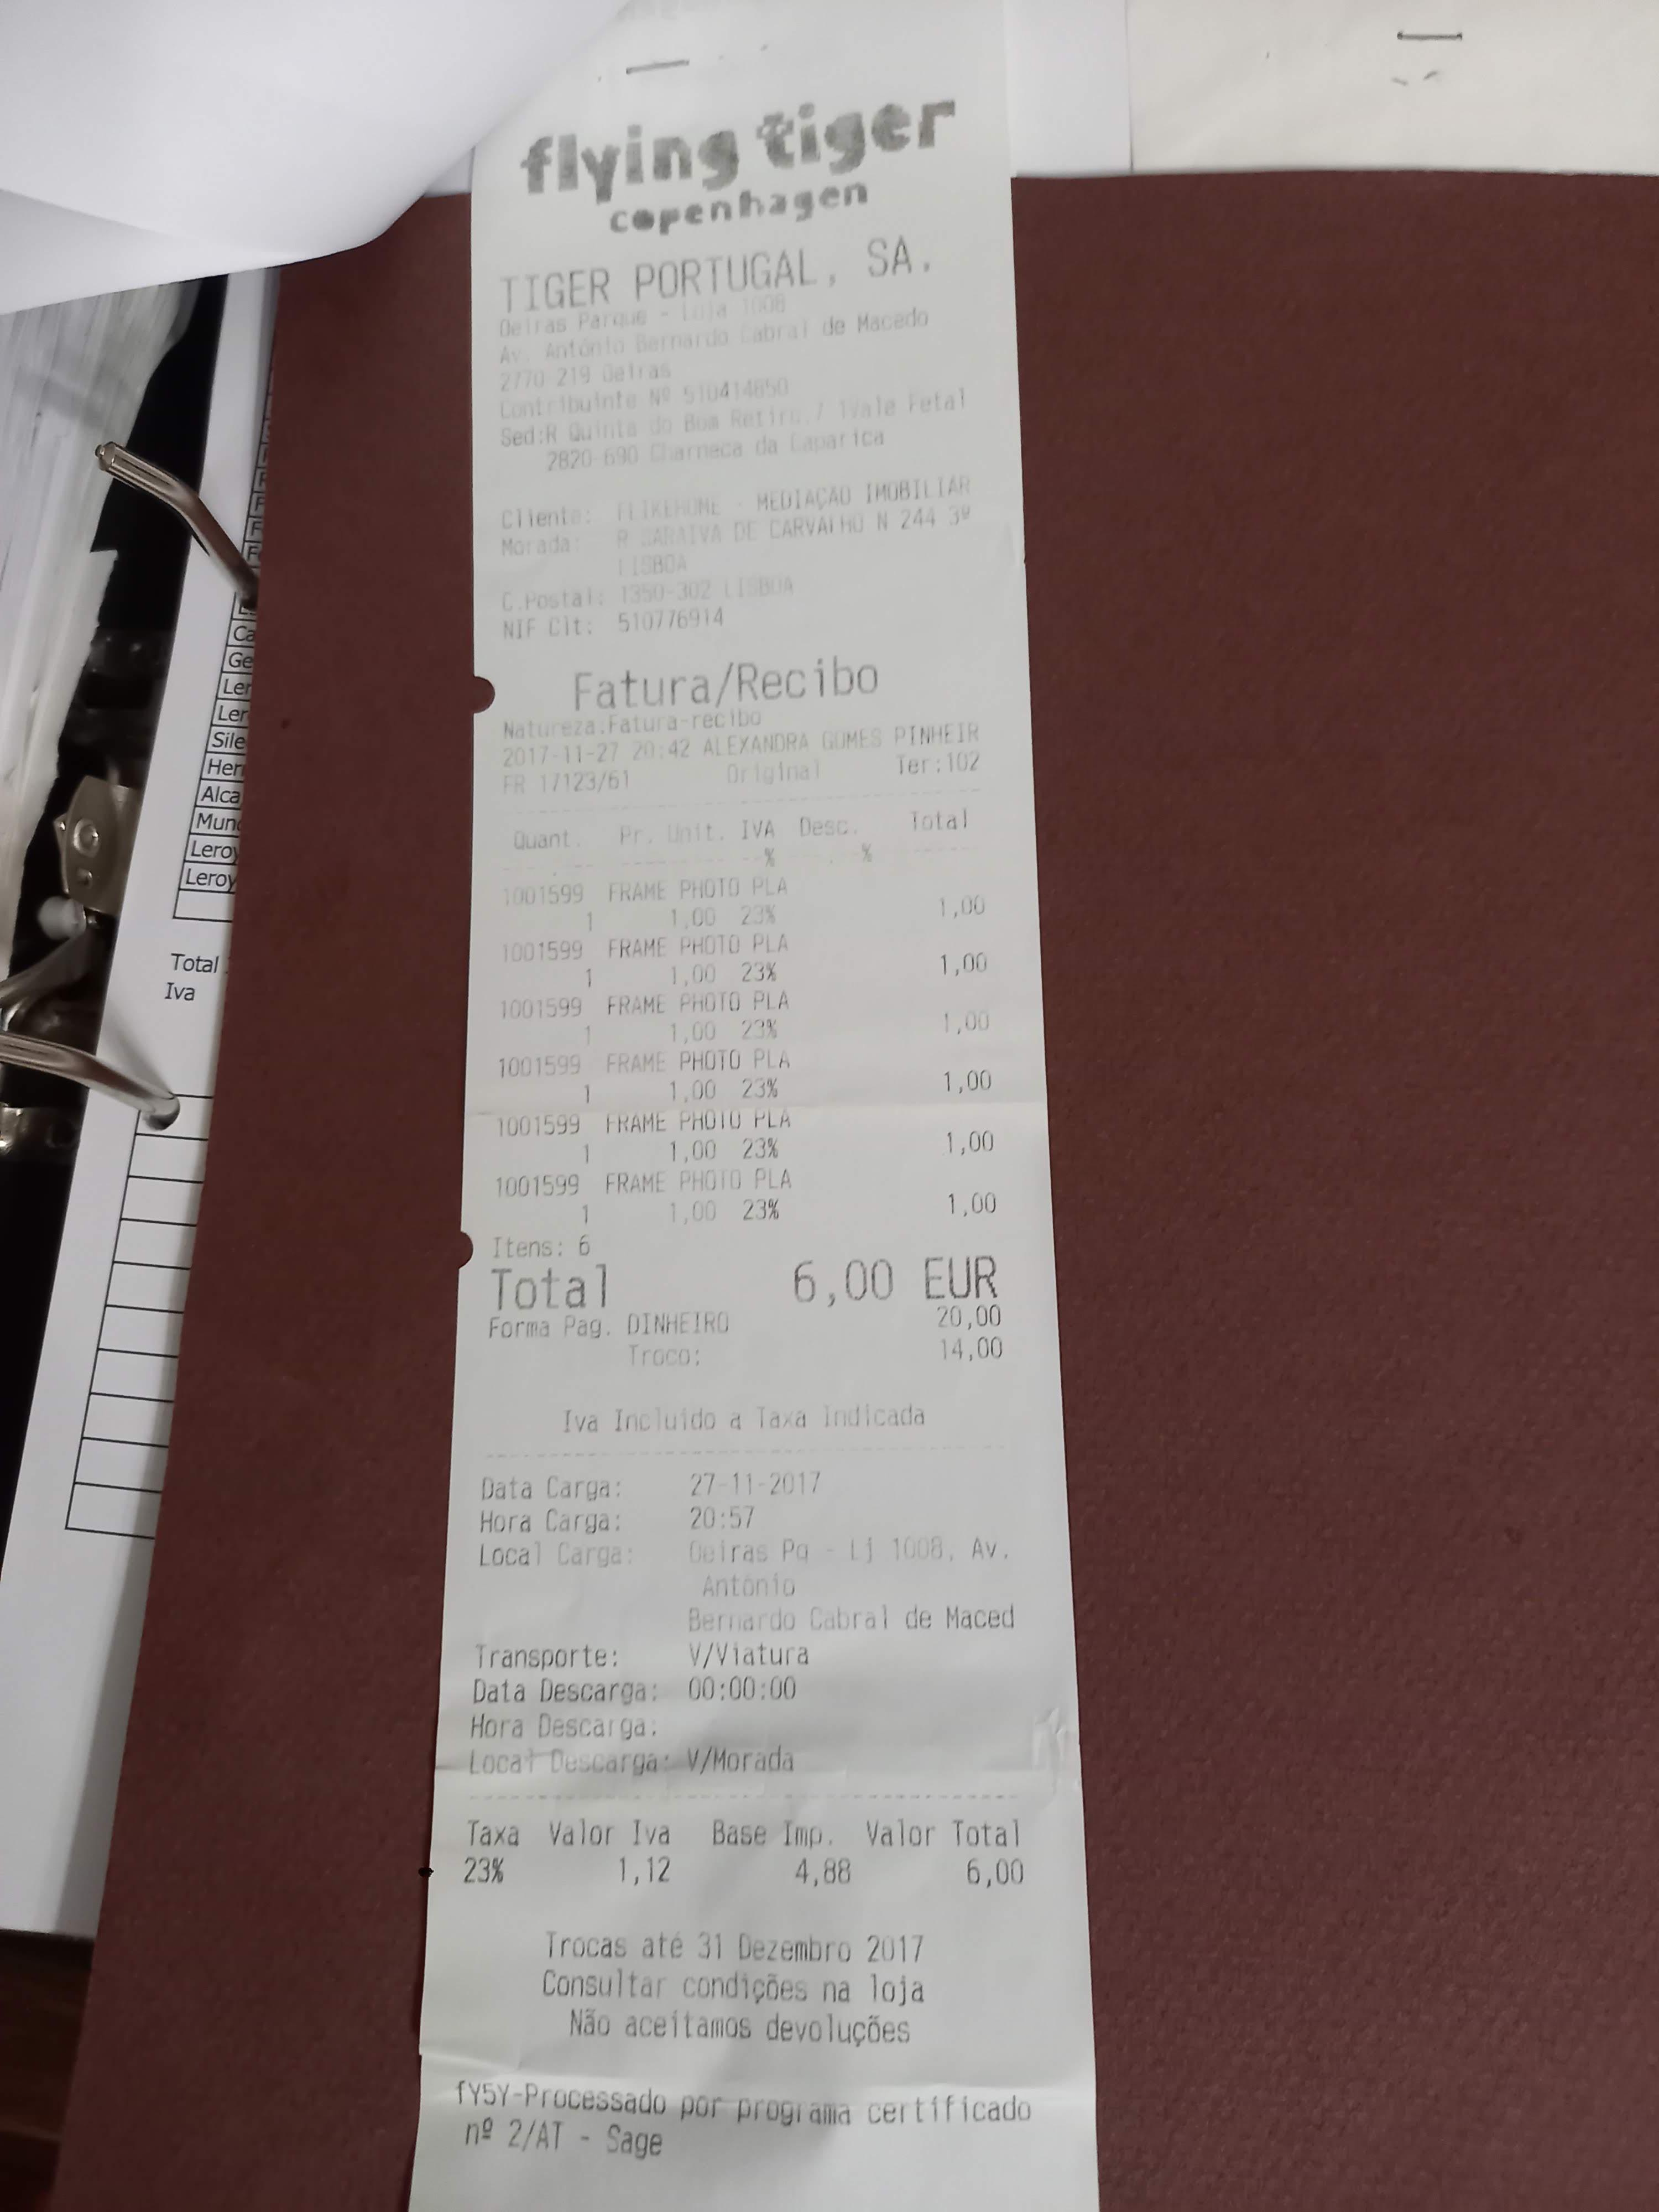 flying tiger
copenhagen
TIGER PORTUGAL, SA.
Oeiras Parque - Loja 1008
Av. António Bernardo Cabral de Macedo
2770-219 Oeiras
Contribuinte Nº 510414650
Sed:R Quinta do Bom Retiro,7 Vale Fetal
2820-690 Charneca da Caparica
Cliente: FLIXEHOME - MEDIAÇAO IMOBILIAR
Morada: R SARAIVA DE CARVALHO N 244 3º
LISBOA
C.Postal: 1350-302 LISBOA
NIF Clt: 510776914
Fatura/Recibo
Natureza:Fatura-recibo
2017-11-27 20:42 ALEXANDRA GOMES PINHEIR
FR 17123/61 Original Ter:102
Quant. Pr. Unit. IVA Desc. Total
% %
1001599 FRAME PHOTO PLA
1 1,00 23% 1,00
1001599 FRAME PHOTO PLA
1 1,00 23% 1,00
1001599 FRAME PHOTO PLA
1 1,00 23% 1,00
1001599 FRAME PHOTO PLA
1 1,00 23% 1,00
1001599 FRAME PHOTO PLA
1 1,00 23% 1,00
1001599 FRAME PHOTO PLA
1 1,00 23% 1,00
Itens: 6
Total 6,00 EUR
Forma Pag. DINHEIRO 20,00
Troco: 14,00
Iva Incluido a Taxa Indicada
Data Carga: 27-11-2017
Hora Carga: 20:57
Local Carga: Oeiras Pq - Lj 1008, Av.
António
Bernardo Cabral de Maced
Transporte: V/Viatura
Data Descarga: 00:00:00
Hora Descarga:
Local Descarga: V/Morada
Taxa Valor Iva Base Imp. Valor Total
23% 1,12 4,88 6,00
Trocas até 31 Dezembro 2017
Consultar condições na loja
Não aceitamos devoluções
fY5Y-Processado por programa certificado
nº 2/AT - Sage
Ca
Ge
Ler
Ler
Sile
Her
Alca
Mun
Leroy
Leroy
Total
Iva